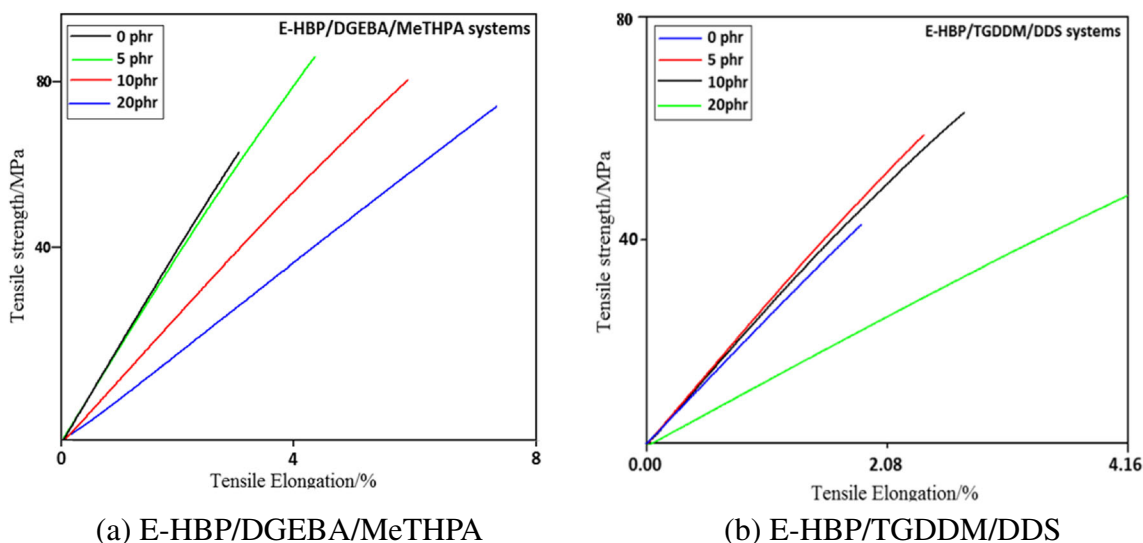 E-HBP/DGEBA/MeTHPA systems
0 phr
5 phr
10phr
20phr
80
40
Tensile strength/MPa
0
4
8
Tensile Elongation/%
(a) E-HBP/DGEBA/MeTHPA
E-HBP/TGDDM/DDS systems
0 phr
5 phr
10phr
20phr
80
40
Tensile strength/MPa
0.00
2.08
4.16
Tensile Elongation/%
(b) E-HBP/TGDDM/DDS